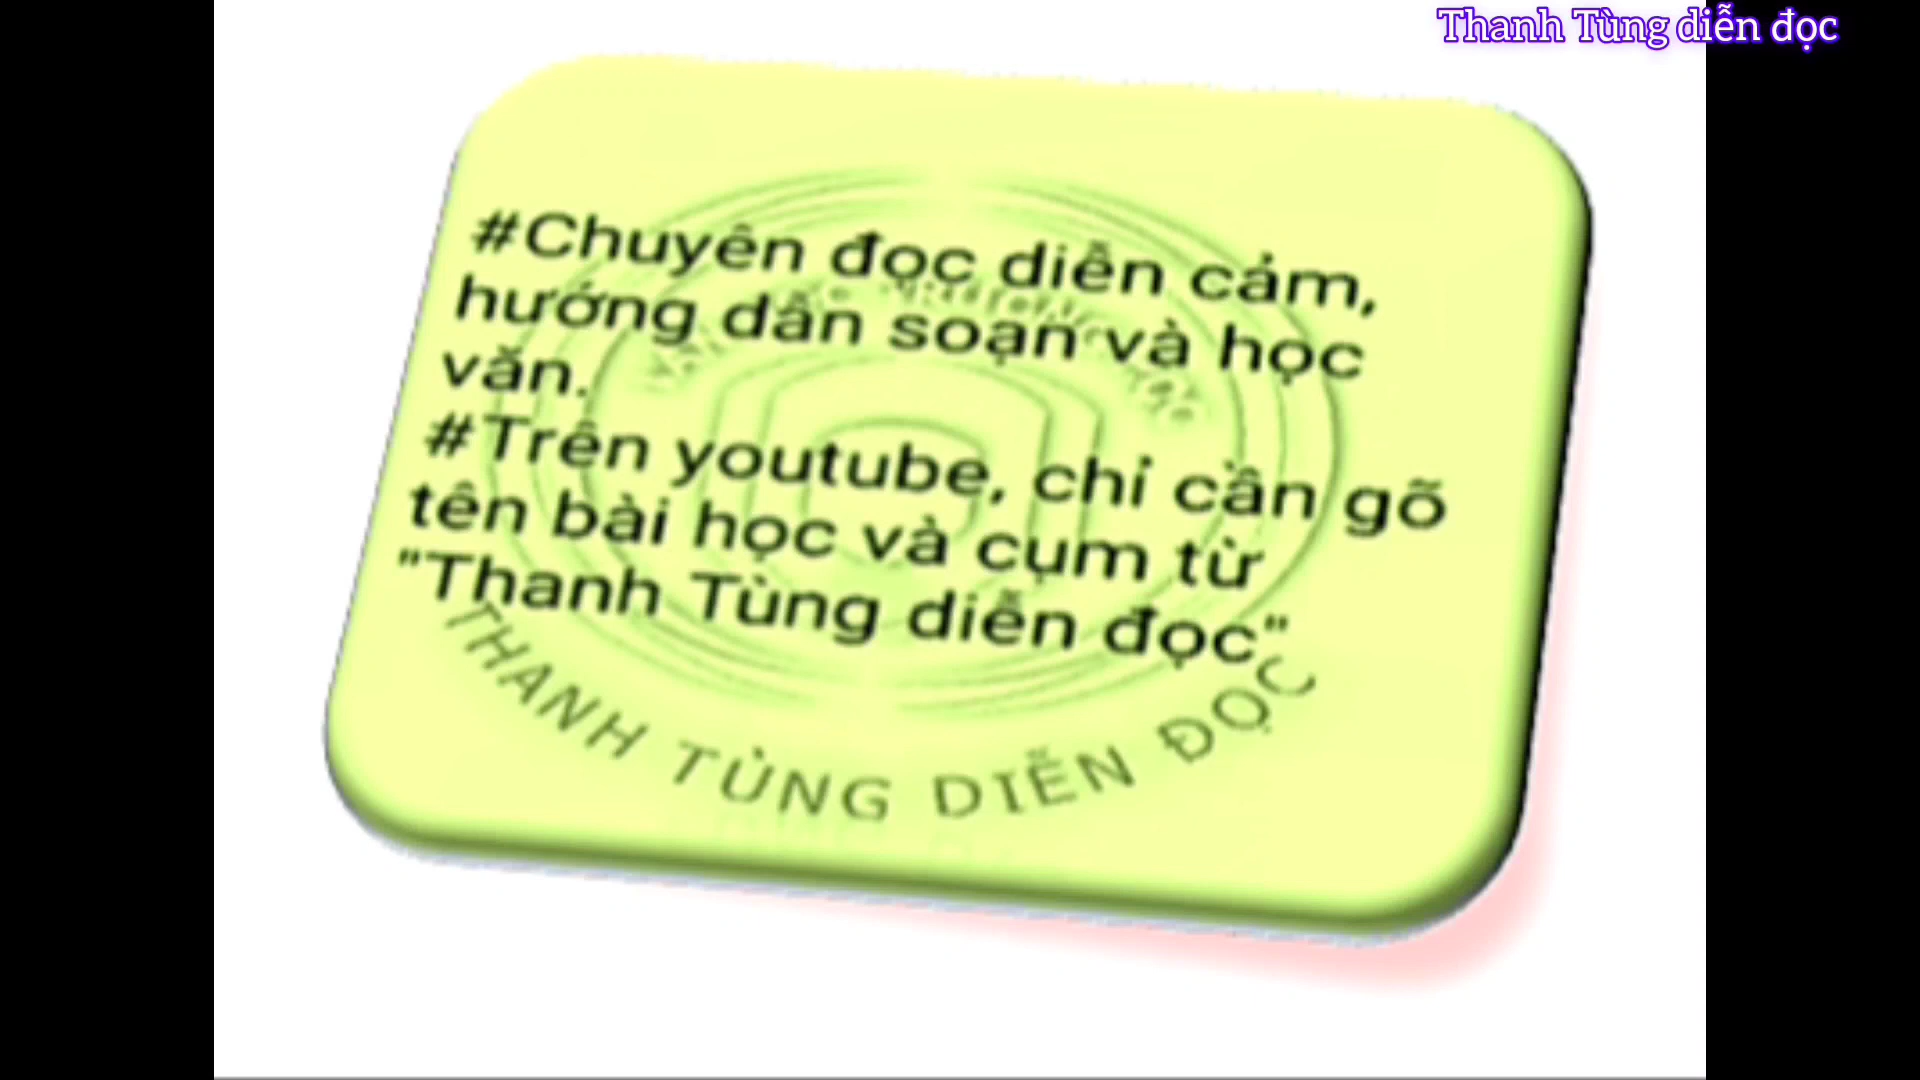 Thanh Tùng diễn đọc
#Chuyên đọc diễn cảm,
hướng dẫn soạn và học
văn.
#Trên youtube, chỉ cần gõ
tên bài học và cụm từ
"Thanh Tùng diễn đọc"
THANH TÙNG DIỄN ĐỌC